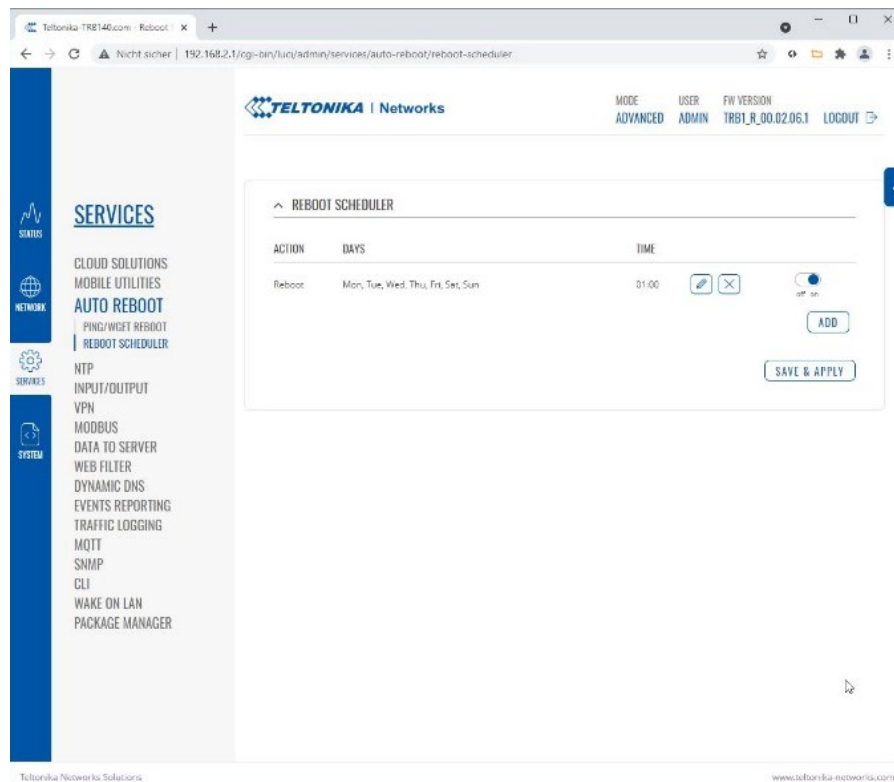 Teltonika-TRB140.com - Reboot
Nicht sicher | 192.168.2.1/cgi-bin/luci/admin/services/auto-reboot/reboot-scheduler
TELTONIKA | Networks
MODE USER FW VERSION
ADVANCED ADMIN TRB1_R_00.02.06.1 LOGOUT
STATUS
NETWORK
SERVICES
SYSTEM
SERVICES
CLOUD SOLUTIONS
MOBILE UTILITIES
AUTO REBOOT
PING/WGET REBOOT
REBOOT SCHEDULER
NTP
INPUT/OUTPUT
VPN
MODBUS
DATA TO SERVER
WEB FILTER
DYNAMIC DNS
EVENTS REPORTING
TRAFFIC LOGGING
MQTT
SNMP
CLI
WAKE ON LAN
PACKAGE MANAGER
REBOOT SCHEDULER
ACTION DAYS TIME
Reboot Mon, Tue, Wed, Thu, Fri, Sat, Sun 01:00
off on
ADD
SAVE & APPLY
Teltonika Networks Solutions www.teltonika-networks.com